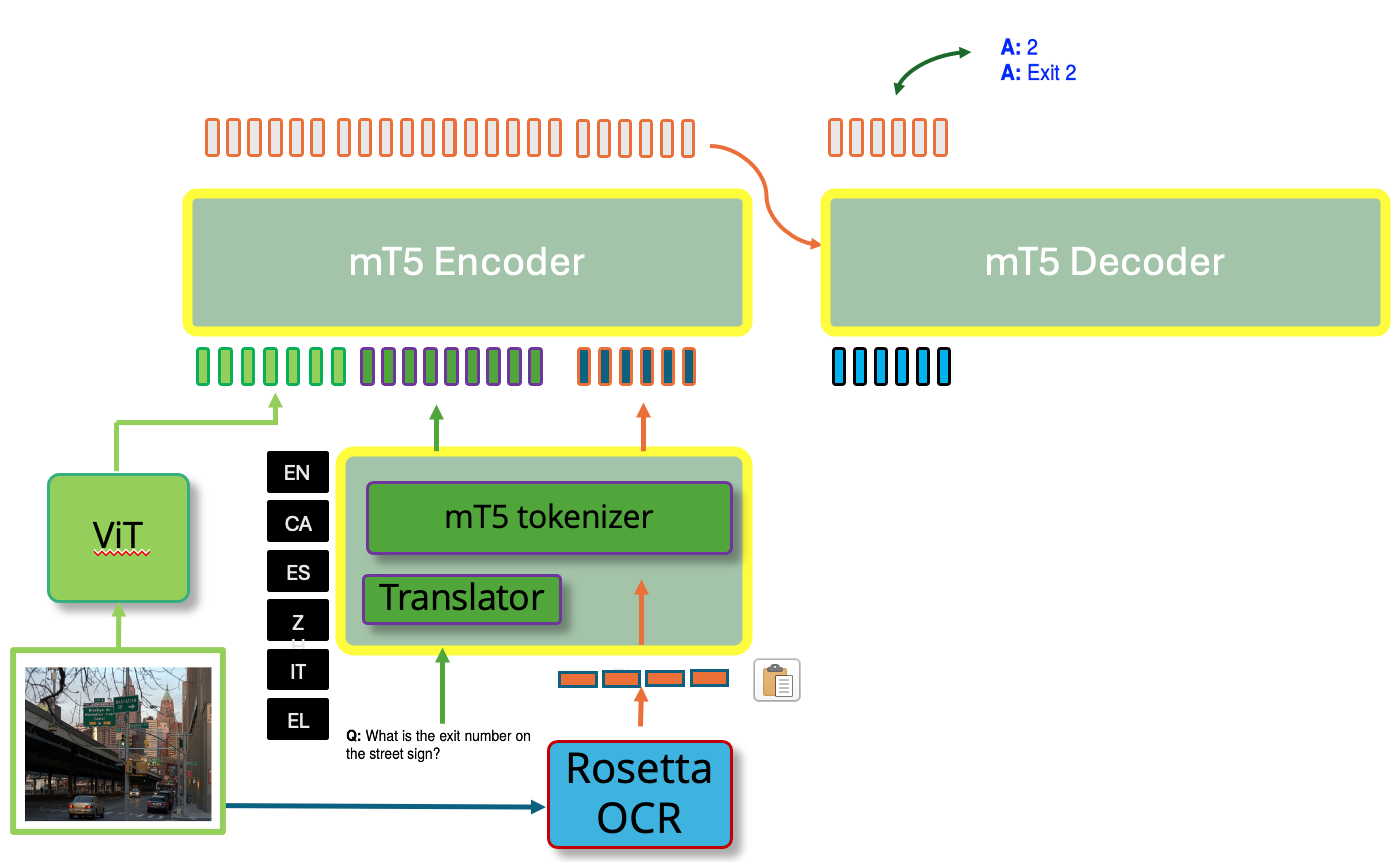 A: 2
A: Exit 2
mT5 Encoder
mT5 Decoder
EN
CA
ES
Z
IT
EL
ViT
mT5 tokenizer
Translator
Q: What is the exit number on
the street sign?
Rosetta
OCR